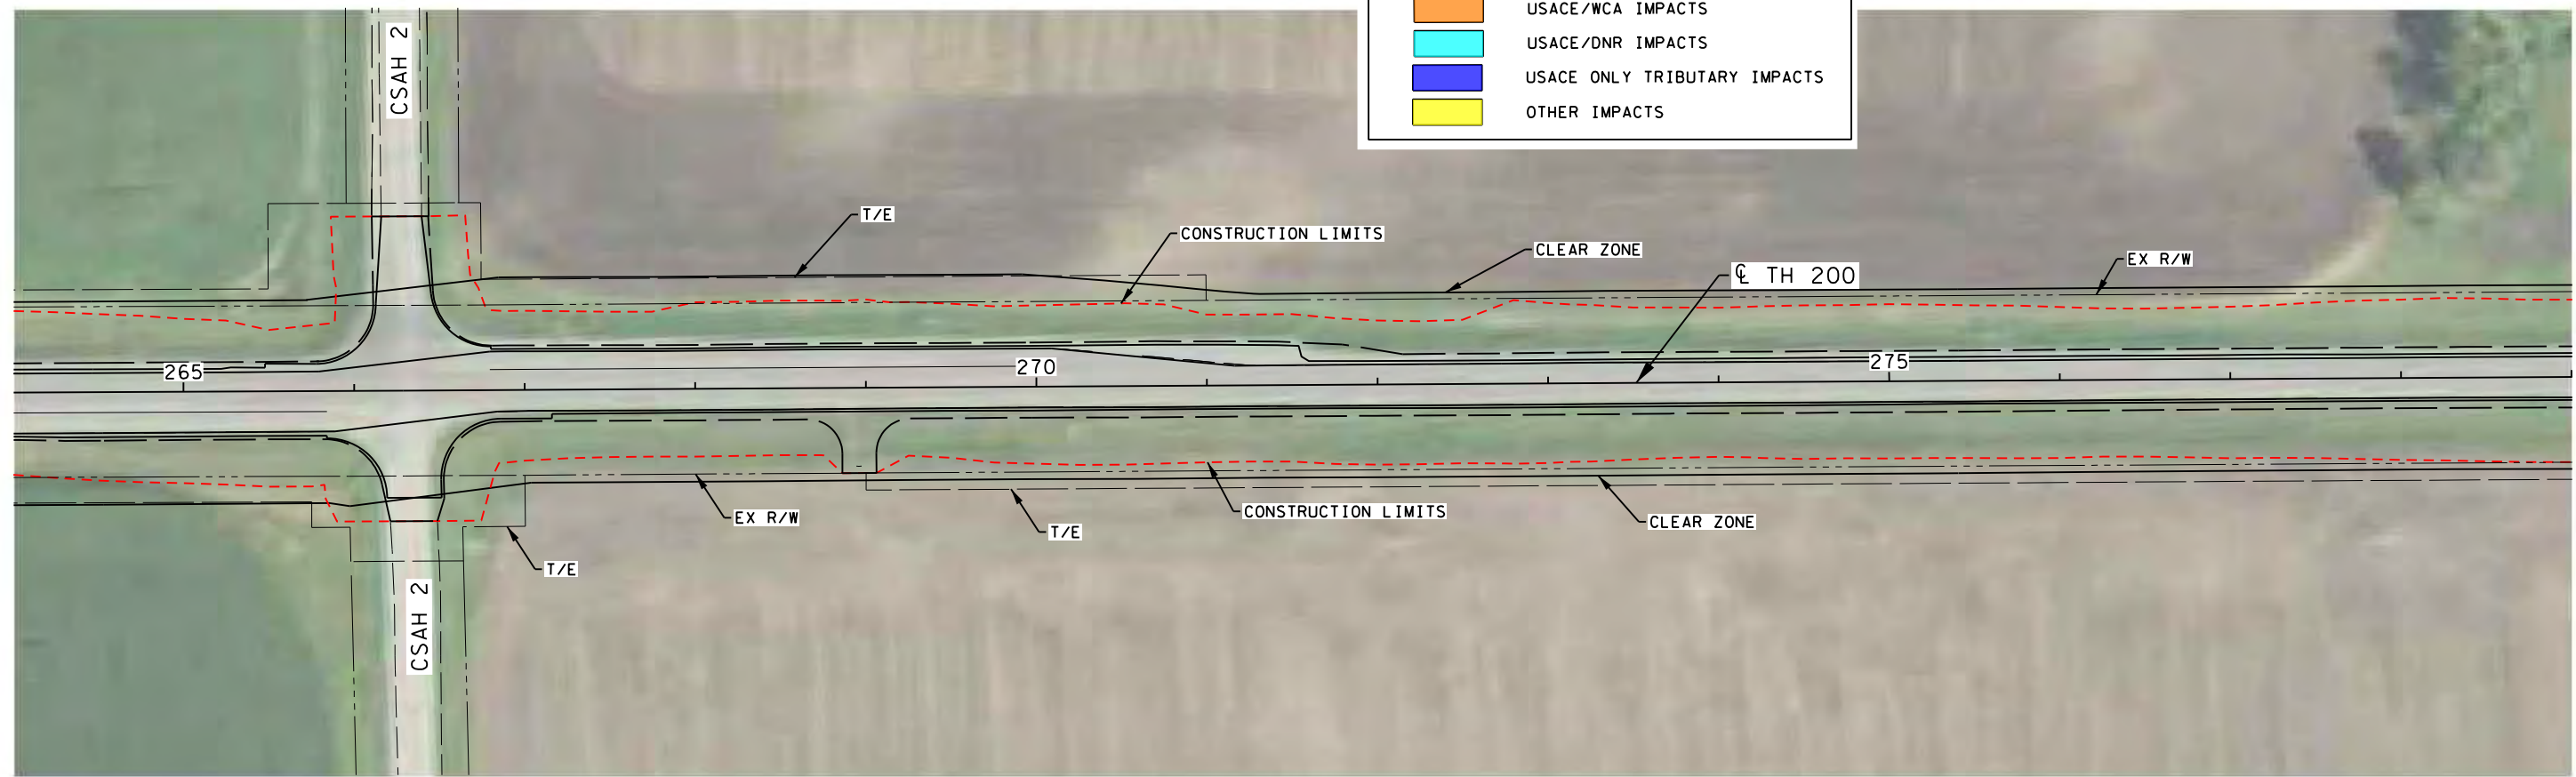 USACE/WCA IMPACTS
USACE/DNR IMPACTS
USACE ONLY TRIBUTARY IMPACTS
OTHER IMPACTS
CSAH 2
T/E
CONSTRUCTION LIMITS
CLEAR ZONE
EX R/W
℄ TH 200
265
270
275
EX R/W
T/E
CONSTRUCTION LIMITS
CLEAR ZONE
T/E
CSAH 2